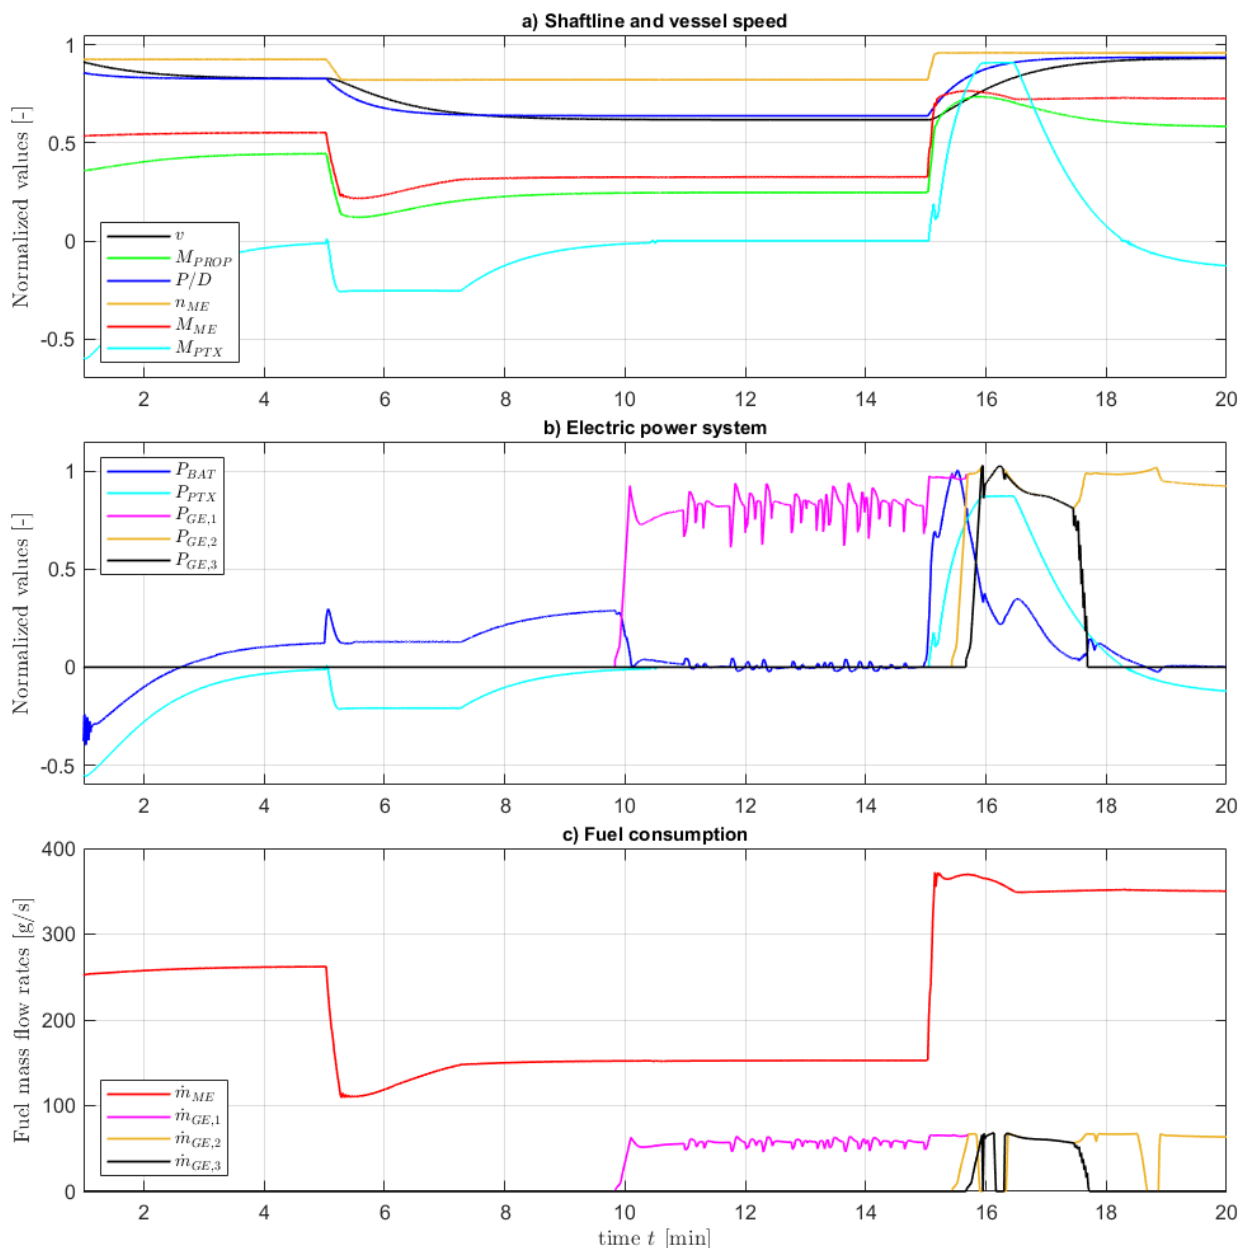 a) Shaftline and vessel speed
Normalized values [-]
1
0.5
0
-0.5
v
M_PROP
P/D
n_ME
M_ME
M_PTX
2 4 6 8 10 12 14 16 18 20
b) Electric power system
Normalized values [-]
1
0.5
0
-0.5
P_BAT
P_PTX
P_GE,1
P_GE,2
P_GE,3
2 4 6 8 10 12 14 16 18 20
c) Fuel consumption
Fuel mass flow rates [g/s]
400
300
200
100
0
ṁ_ME
ṁ_GE,1
ṁ_GE,2
ṁ_GE,3
2 4 6 8 10 12 14 16 18 20
time t [min]